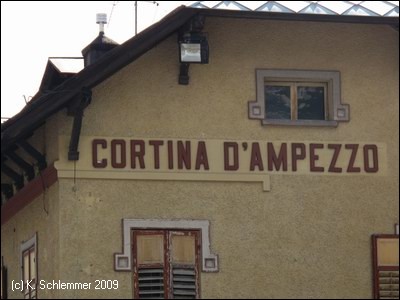 CORTINA D'AMPEZZO
(c) K. Schlemmer 2009